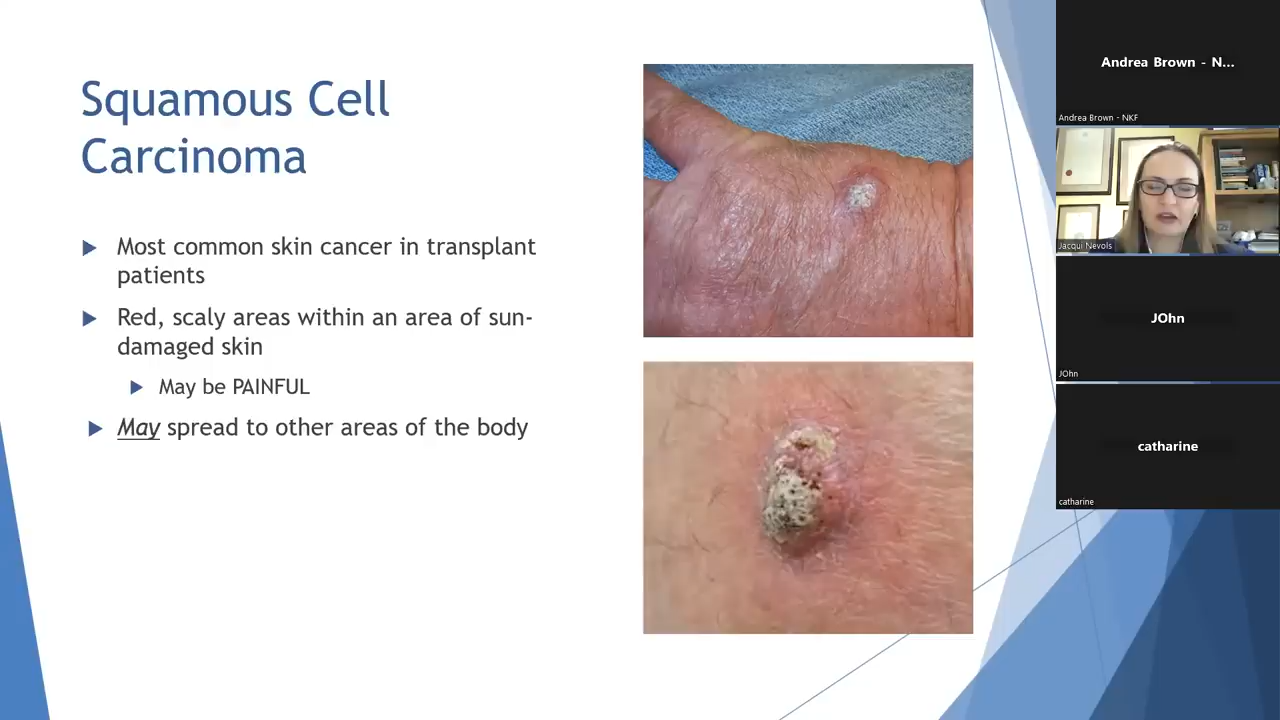 Squamous Cell
Carcinoma
Most common skin cancer in transplant
patients
Red, scaly areas within an area of sun-
damaged skin
May be PAINFUL
May spread to other areas of the body
Andrea Brown - N...
Andrea Brown - NKF
Jacqui Nevols
JOhn
JOhn
catharine
catharine